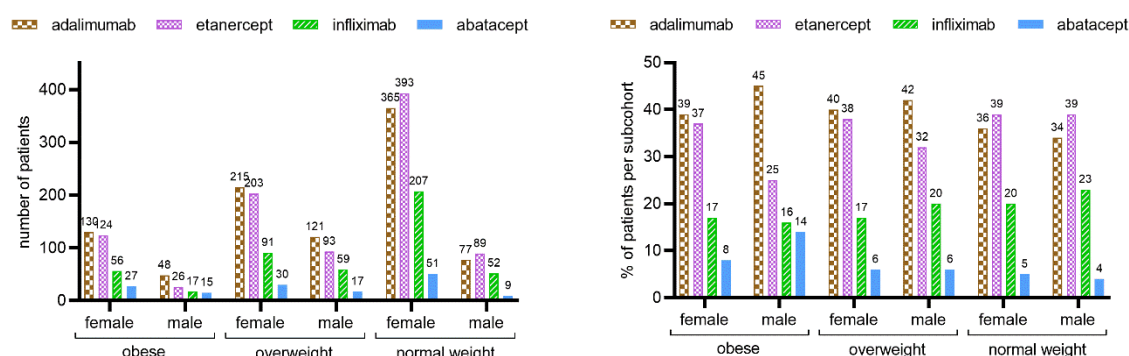 adalimumab etanercept infliximab abatacept
number of patients
400
300
200
100
0
130 124 56 27
48 26 17 15
215 203 91 30
121 93 59 17
365 393 207 51
77 89 52 9
female male female male female male
obese overweight normal weight
adalimumab etanercept infliximab abatacept
% of patients per subcohort
50
40
30
20
10
0
39 37 17 8
45 25 16 14
40 38 17 6
42 32 20 6
36 39 20 5
34 39 23 4
female male female male female male
obese overweight normal weight